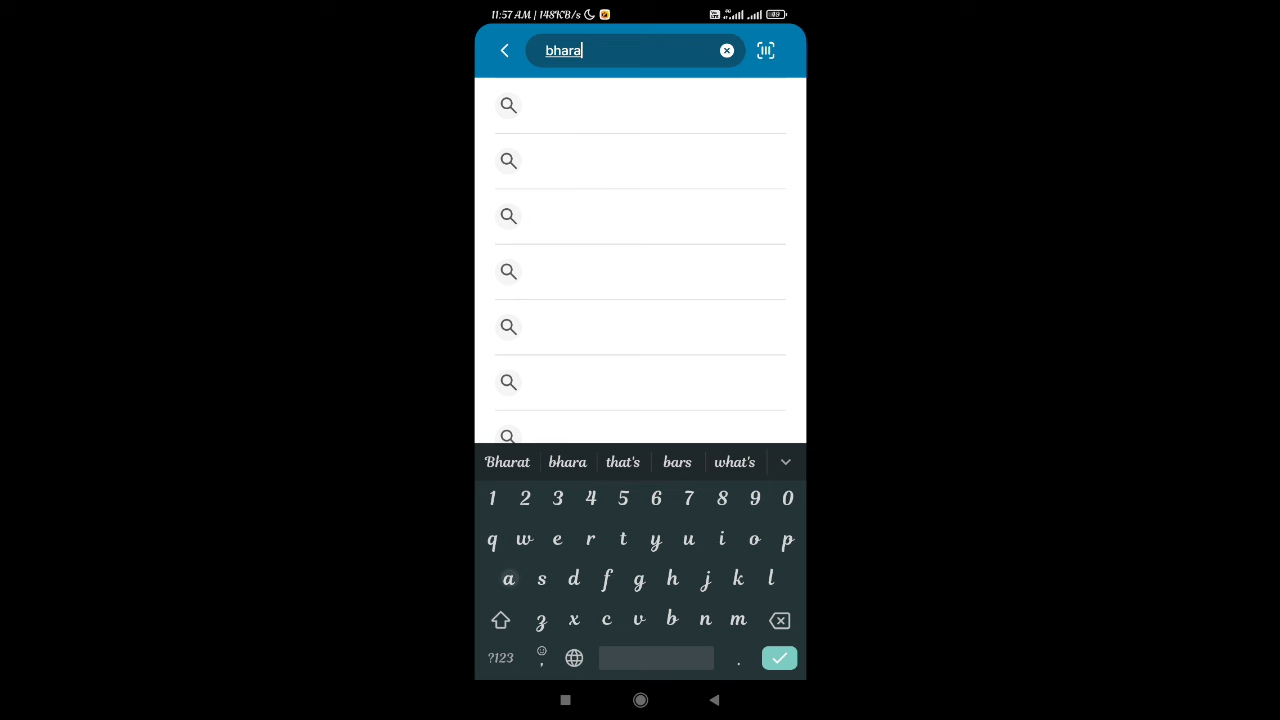 11:57 AM | 148KB/s
bhara
Bharat bhara that's bars what's
1 2 3 4 5 6 7 8 9 0
q w e r t y u i o p
a s d f g h j k l
z x c v b n m
?123 , .